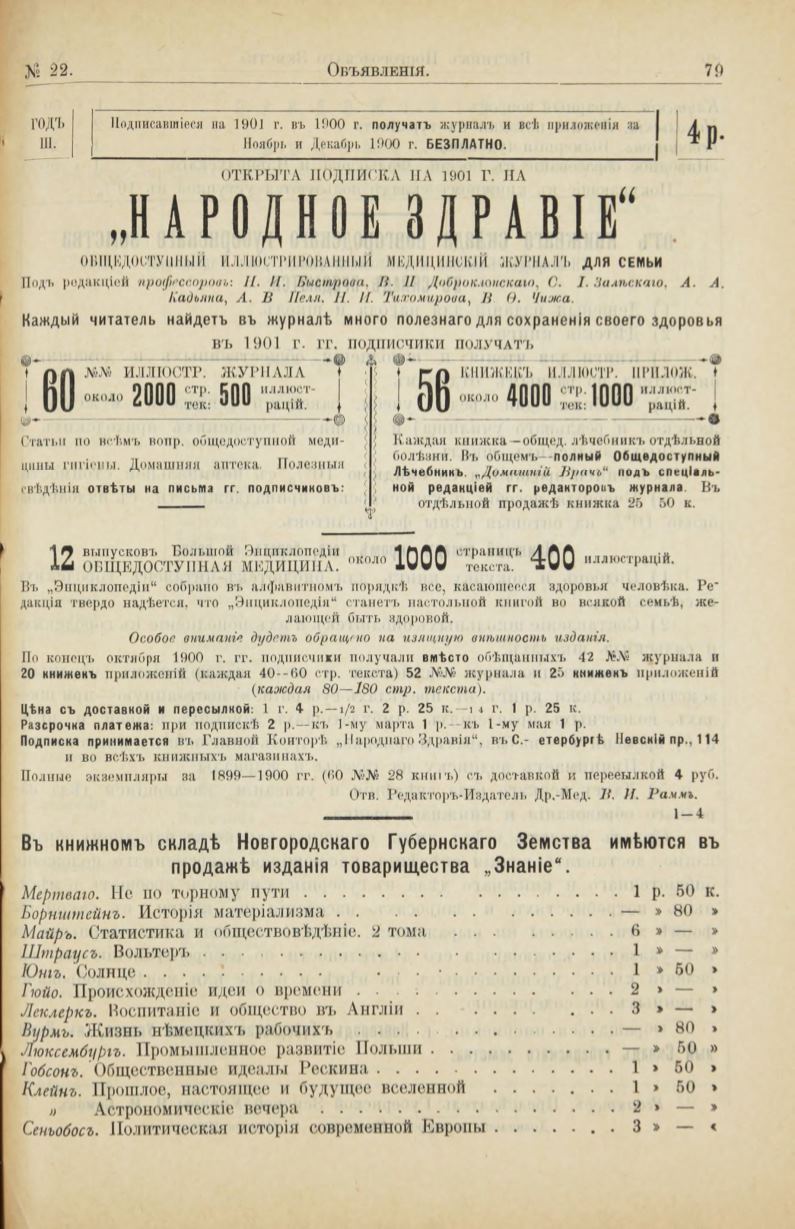 № 22.
Объявленія.
79
ГОДЪ
III.
Подписавшіеся на 1901 г. въ 1900 г. получатъ журналъ и всѣ приложенія за
Ноябрь и Декабрь 1900 г. БЕЗПЛАТНО.
4 р.
ОТКРЫТА ПОДПИСКА НА 1901 Г. НА
„НАРОДНОЕ ЗДРАВІЕ“
ОБЩЕДОСТУПНЫЙ ИЛЛЮСТРИРОВАННЫЙ МЕДИЦИНСКІЙ ЖУРНАЛЪ ДЛЯ СЕМЬИ
Подъ редакціей профессоровъ: Н. И. Быстрова, В. П Доброклонскаго, С. I. Залѣскаго, А. А.
Кадьяна, А. В Пеля, Н. И. Тихомирова, В Ѳ. Чижа.
Каждый читатель найдетъ въ журналѣ много полезнаго для сохраненія своего здоровья
въ 1901 г. гг. подписчики получатъ
60 №№ ИЛЛЮСТР. ЖУРНАЛА
около 2000 стр. тек: 500 иллюст-
рацій.
Статьи по всѣмъ вопр. общедоступной меди-
цины гигіены. Домашняя аптека. Полезныя
свѣдѣнія отвѣты на письма гг. подписчиковъ:
56 КНИЖЕКЪ ИЛЛЮСТ. ПРИЛОЖ.
около 4000 стр. тек: 1000 иллюст-
рацій.
Каждая книжка—общед. лѣчебникъ отдѣльной
болѣзни. Въ общемъ—полный Общедоступный
Лѣчебникъ. „Домашній Врачъ“ подъ спеціаль-
ной редакціей гг. редакторовъ журнала. Въ
отдѣльной продажѣ книжка 25 50 к.
12 выпусковъ Большой Энциклопедіи
ОБЩЕДОСТУПНАЯ МЕДИЦИНА. около 1000 страницъ текста. 400 иллюстрацій.
Въ „Энциклопедіи“ собрано въ алфавитномъ порядкѣ все, касающееся здоровья человѣка. Ре-
дакція твердо надѣется, что „Энциклопедія“ станетъ настольной книгой во всякой семьѣ, же-
лающей быть здоровой.
Особое вниманіе дудетъ обращено на изящную внѣшность изданія.
По конецъ октября 1900 г. гг. подписчики получали вмѣсто обѣщанныхъ 42 №№ журнала и
20 книженъ приложеній (каждая 40—60 стр. текста) 52 №№ журнала и 25 книжекъ приложеній
(каждая 80—180 стр. текста).
Цѣна съ доставкой и пересылкой: 1 г. 4 р.—1/2 г. 2 р. 25 к.—1 4 г. 1 р. 25 к.
Разсрочка платежа: при подпискѣ 2 р.—къ 1-му марта 1 р.—къ 1-му мая 1 р.
Подписка принимается въ Главной Конторѣ „Народнаго Здравія“, въ С.- етербургѣ Невскій пр., 114
и во всѣхъ книжныхъ магазинахъ.
Полные экземпляры за 1899—1900 гг. (60 №№ 28 книгъ) съ доставкой и пересылкой 4 руб.
Отв. Редакторъ-Издатель Др.-Мед. В. И. Раммъ.
1—4
Въ книжномъ складѣ Новгородскаго Губернскаго Земства имѣются въ
продажѣ изданія товарищества „Знаніе“.
Мертваго. Не по торному пути . . . 1 р. 50 к.
Борнштейнъ. Исторія матеріализма . . . — » 80 »
Майръ. Статистика и обществовѣдѣніе. 2 тома . . . 6 » — »
Штраусъ. Вольтеръ . . . 1 » — »
Юнгъ. Солнце . . . 1 » 50 »
Гюйо. Происхожденіе идеи о времени . . . 2 » — »
Леклеркъ. Воспитаніе и общество въ Англіи . . . 3 » — »
Вурмъ. Жизнь нѣмецкихъ рабочихъ . . . — » 80 »
Люксембургъ. Промышленное развитіе Польши . . . — » 50 »
Гобсонъ. Общественные идеалы Рескина . . . 1 » 50 »
Клейнъ. Прошлое, настоящее и будущее вселенной . . . 1 » 50 »
» Астрономическіе вечера . . . 2 » — »
Сеньобосъ. Политическая исторія современной Европы . . . 3 » — «